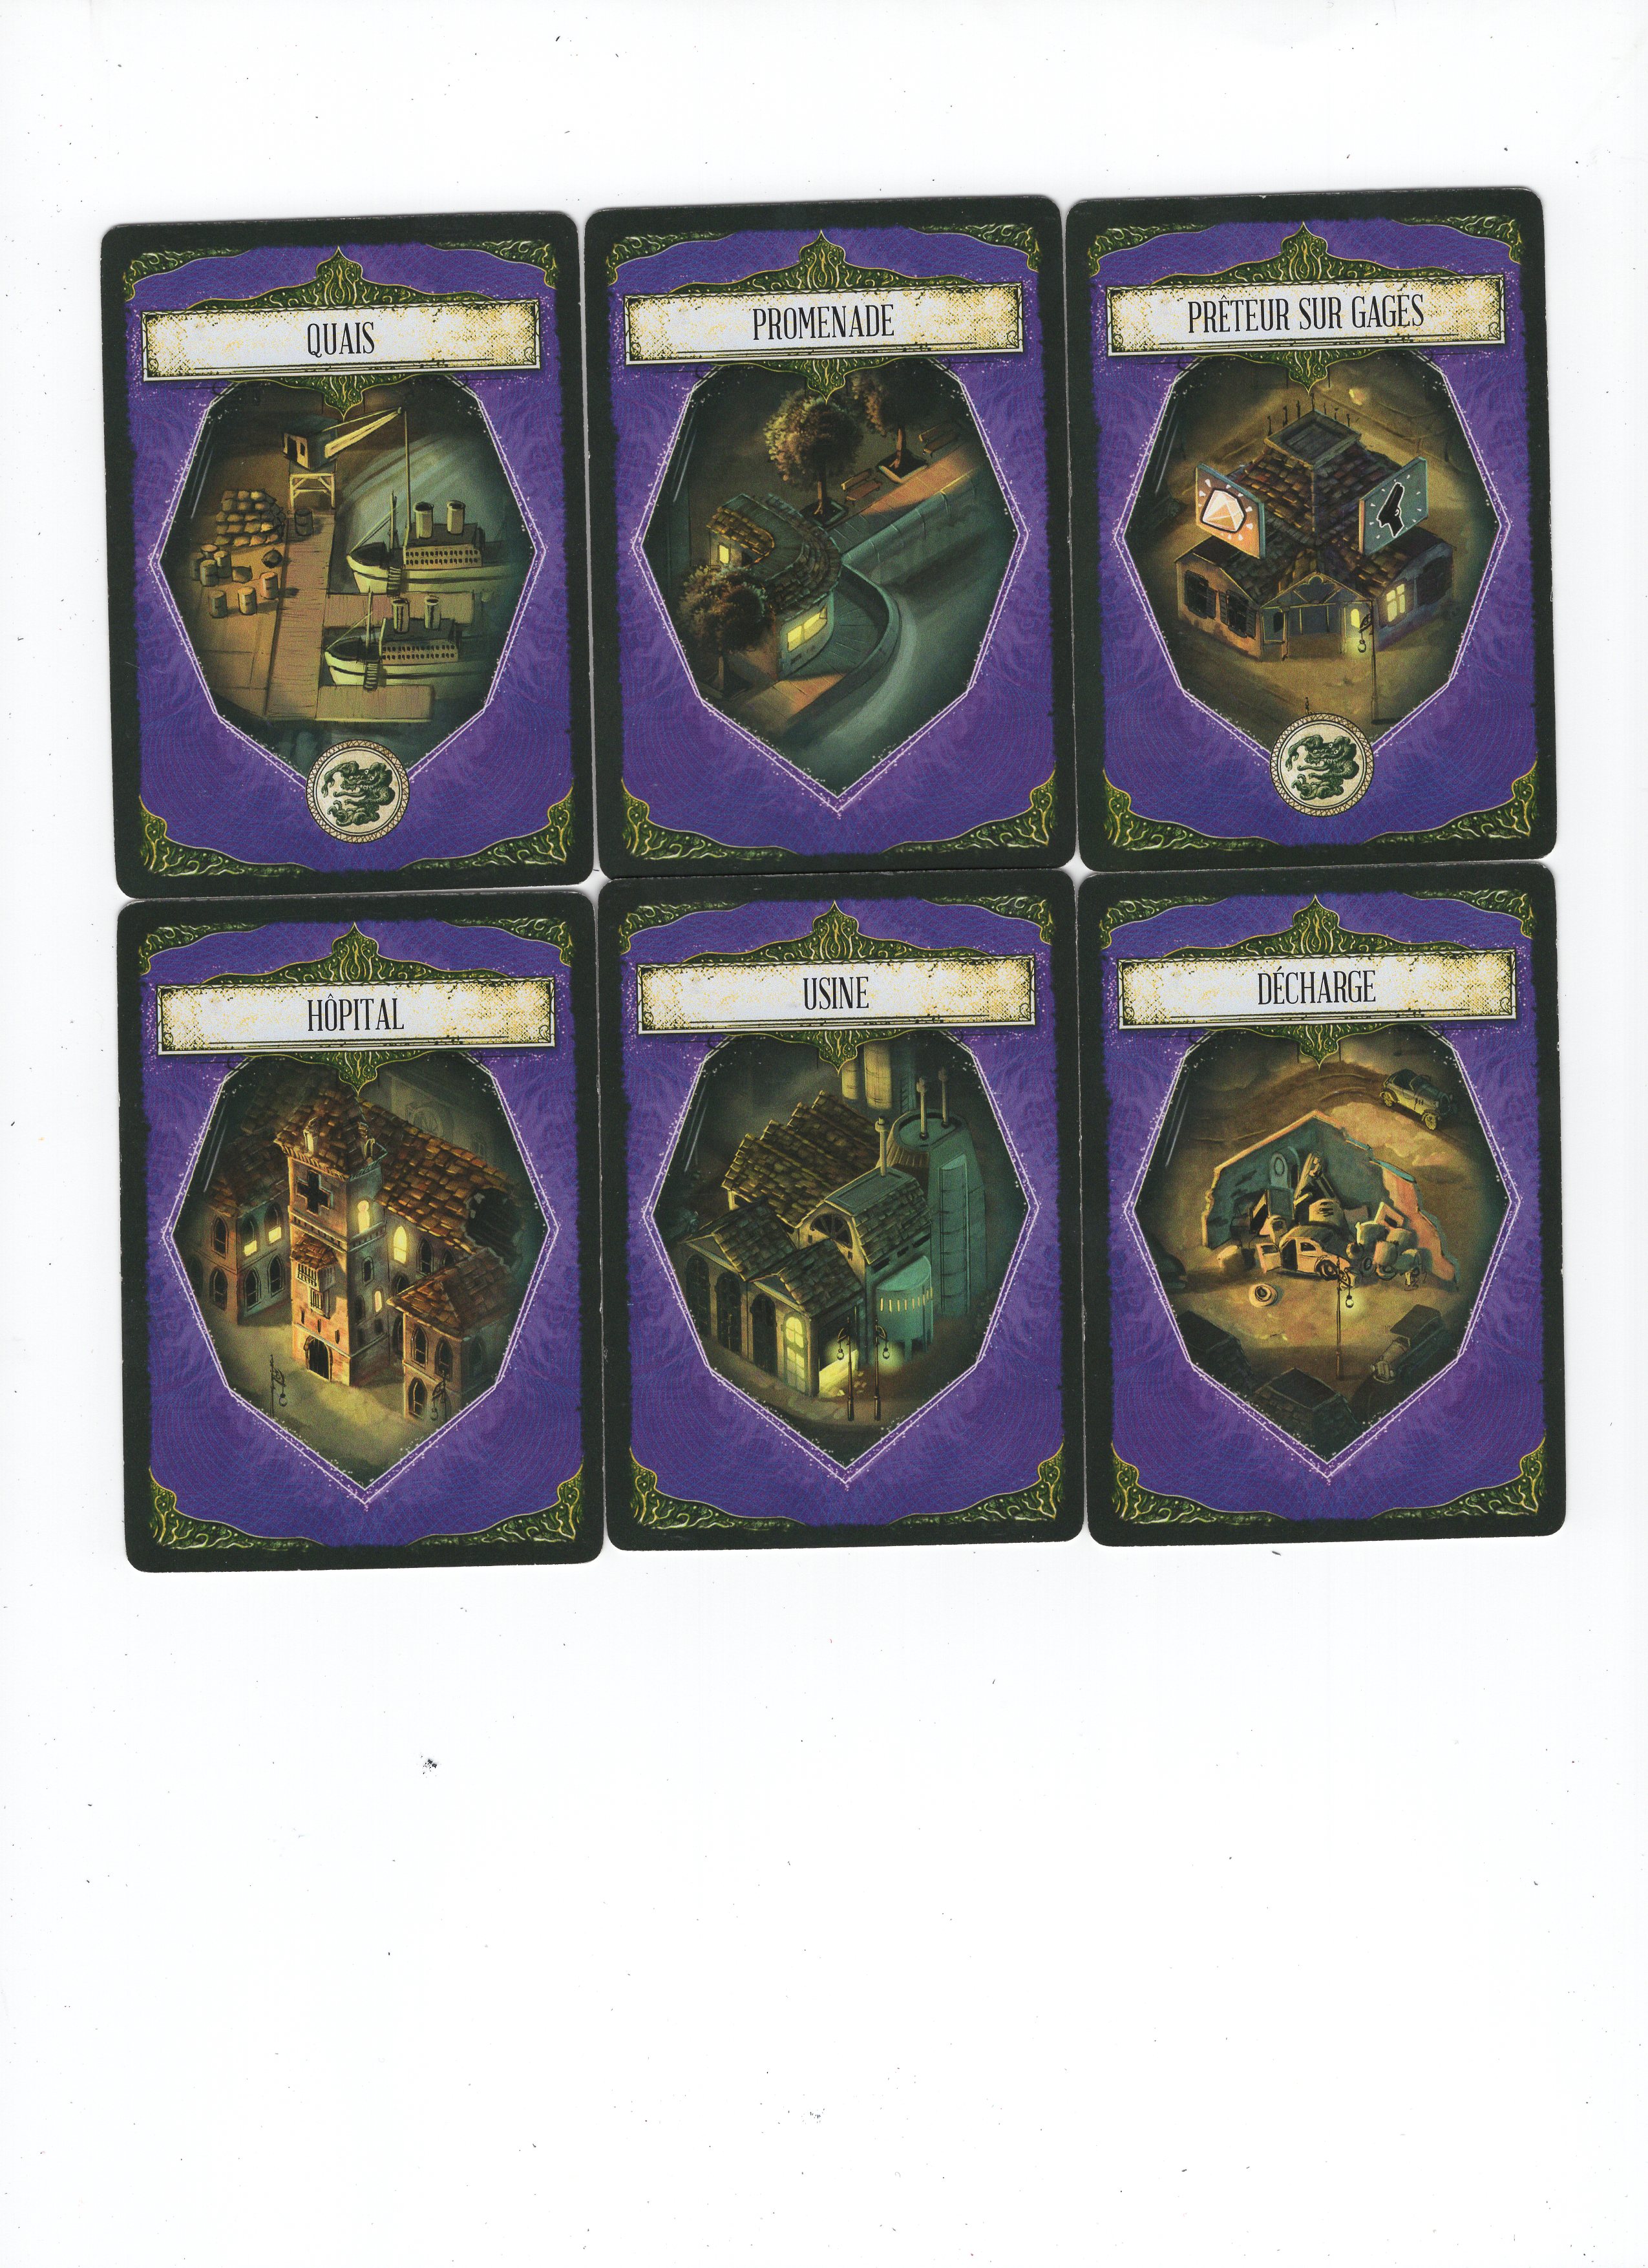 QUAIS
PROMENADE
PRÊTEUR SUR GAGES
HÔPITAL
USINE
DÉCHARGE